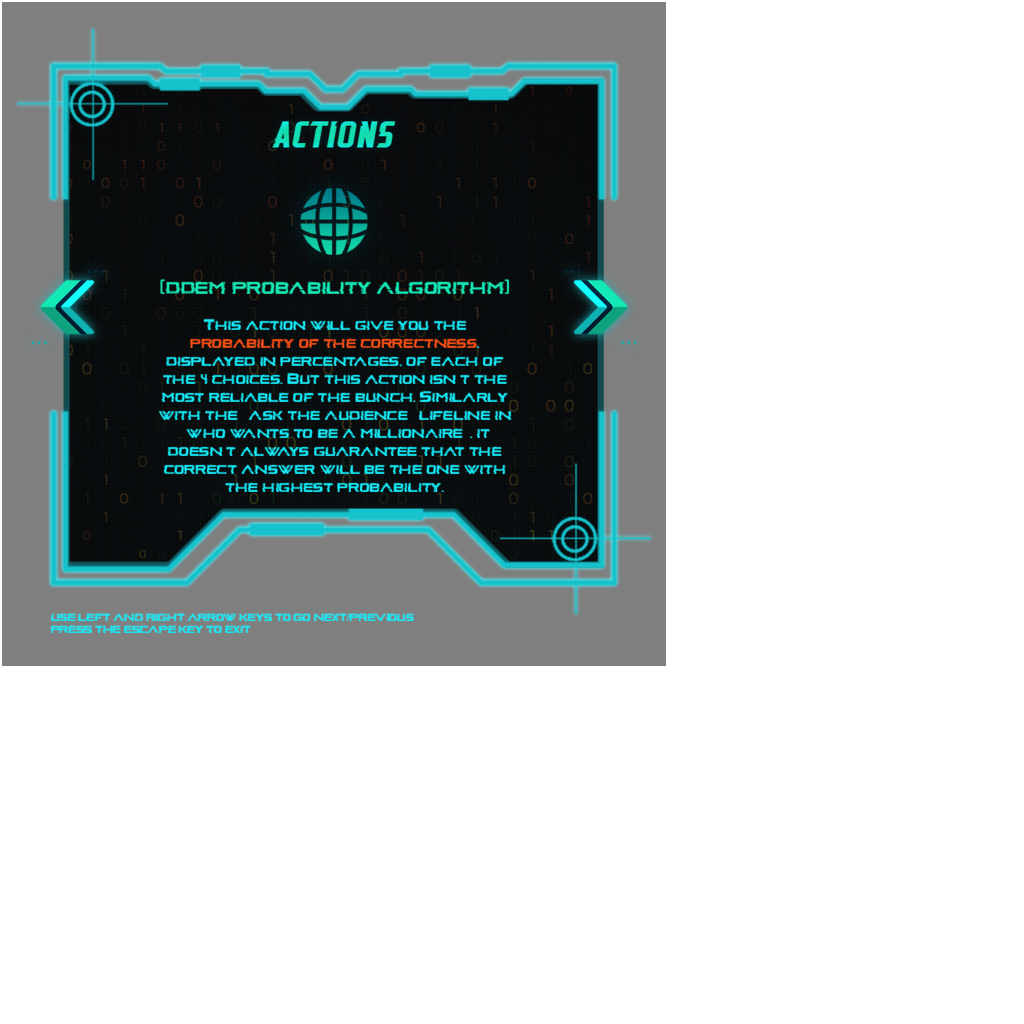 ACTIONS
[DDEM PROBABILITY ALGORITHM]
THIS ACTION WILL GIVE YOU THE
PROBABILITY OF THE CORRECTNESS,
DISPLAYED IN PERCENTAGES, OF EACH OF
THE 4 CHOICES. BUT THIS ACTION ISN T THE
MOST RELIABLE OF THE BUNCH. SIMILARLY
WITH THE ASK THE AUDIENCE LIFELINE IN
WHO WANTS TO BE A MILLIONAIRE . IT
DOESN T ALWAYS GUARANTEE THAT THE
CORRECT ANSWER WILL BE THE ONE WITH
THE HIGHEST PROBABILITY.
USE LEFT AND RIGHT ARROW KEYS TO GO NEXT/PREVIOUS
PRESS THE ESCAPE KEY TO EXIT